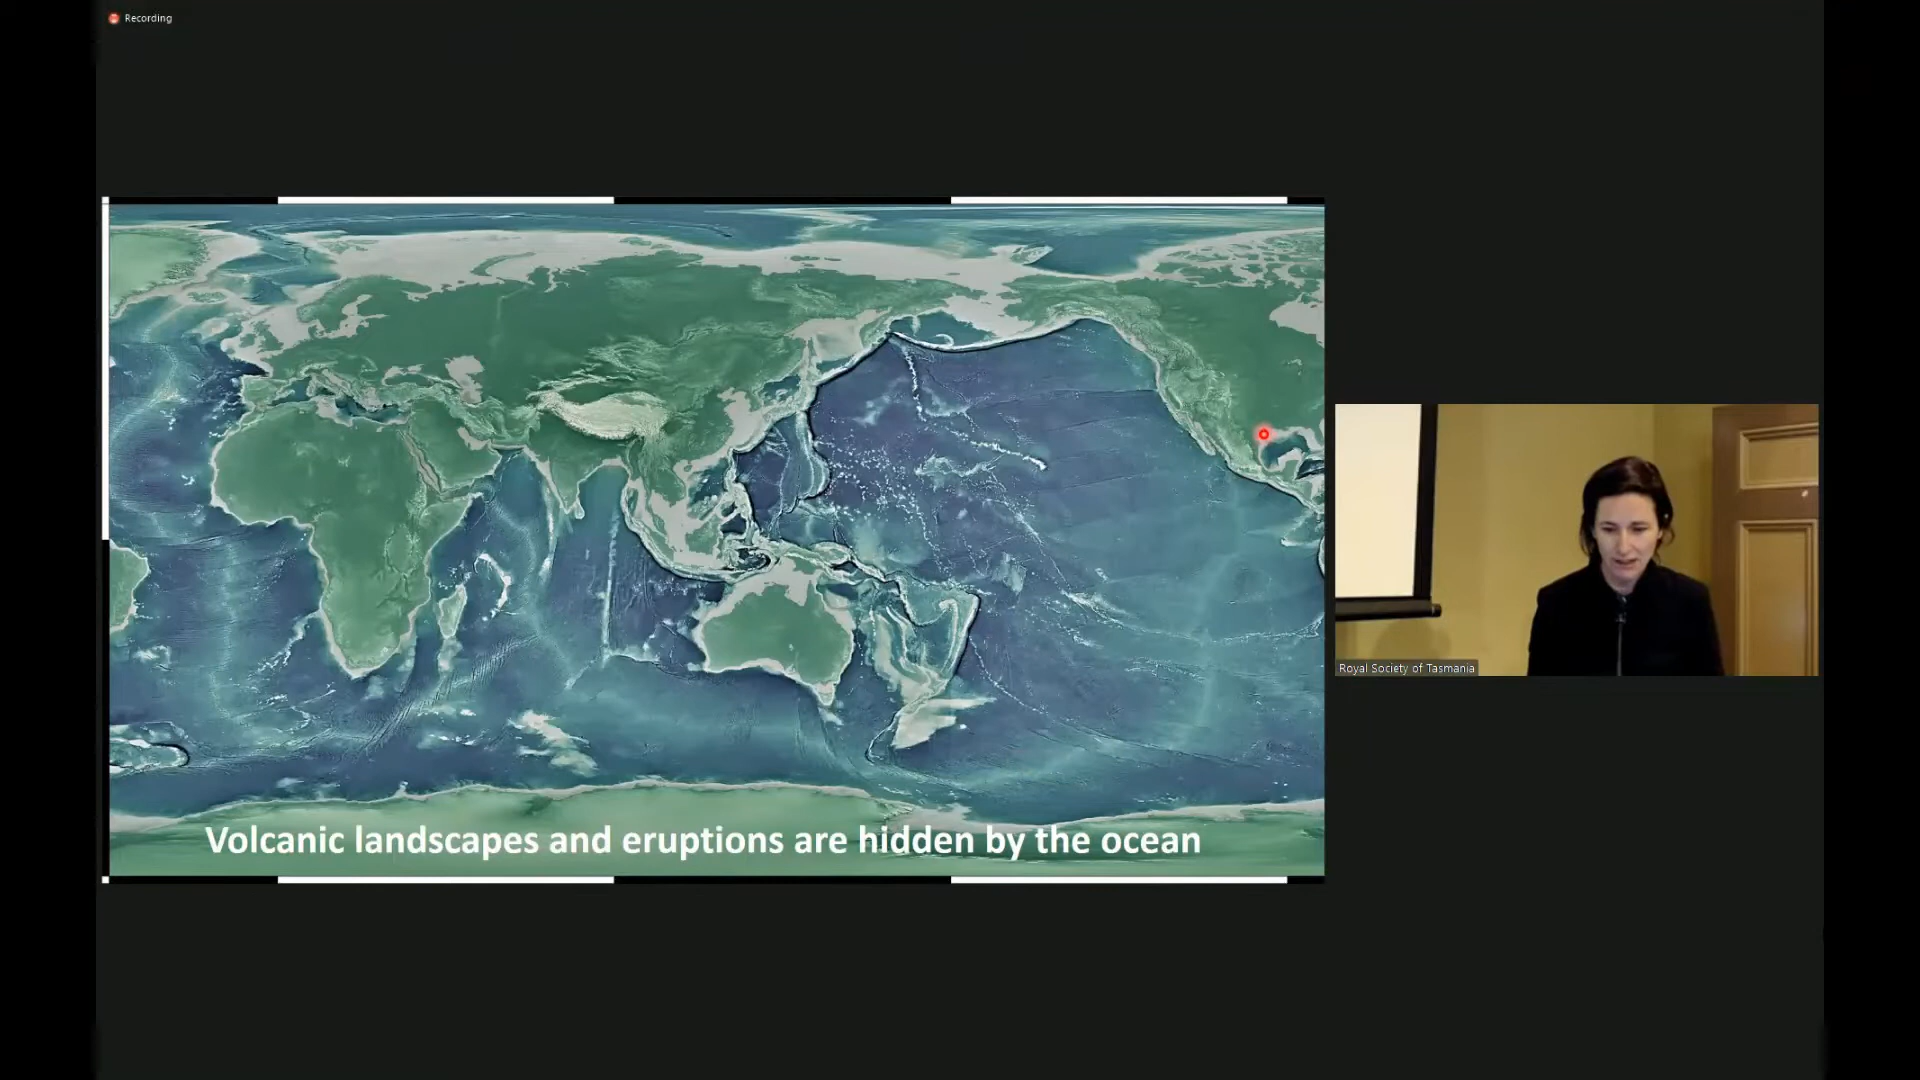 Recording
Volcanic landscapes and eruptions are hidden by the ocean
Royal Society of Tasmania